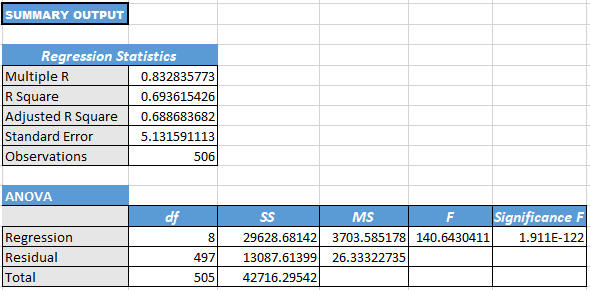 SUMMARY OUTPUT
Regression Statistics
Multiple R 0.832835773
R Square 0.693615426
Adjusted R Square 0.688683682
Standard Error 5.131591113
Observations 506
ANOVA
df SS MS F Significance F
Regression 8 29628.68142 3703.585178 140.6430411 1.911E-122
Residual 497 13087.61399 26.33322735
Total 505 42716.29542